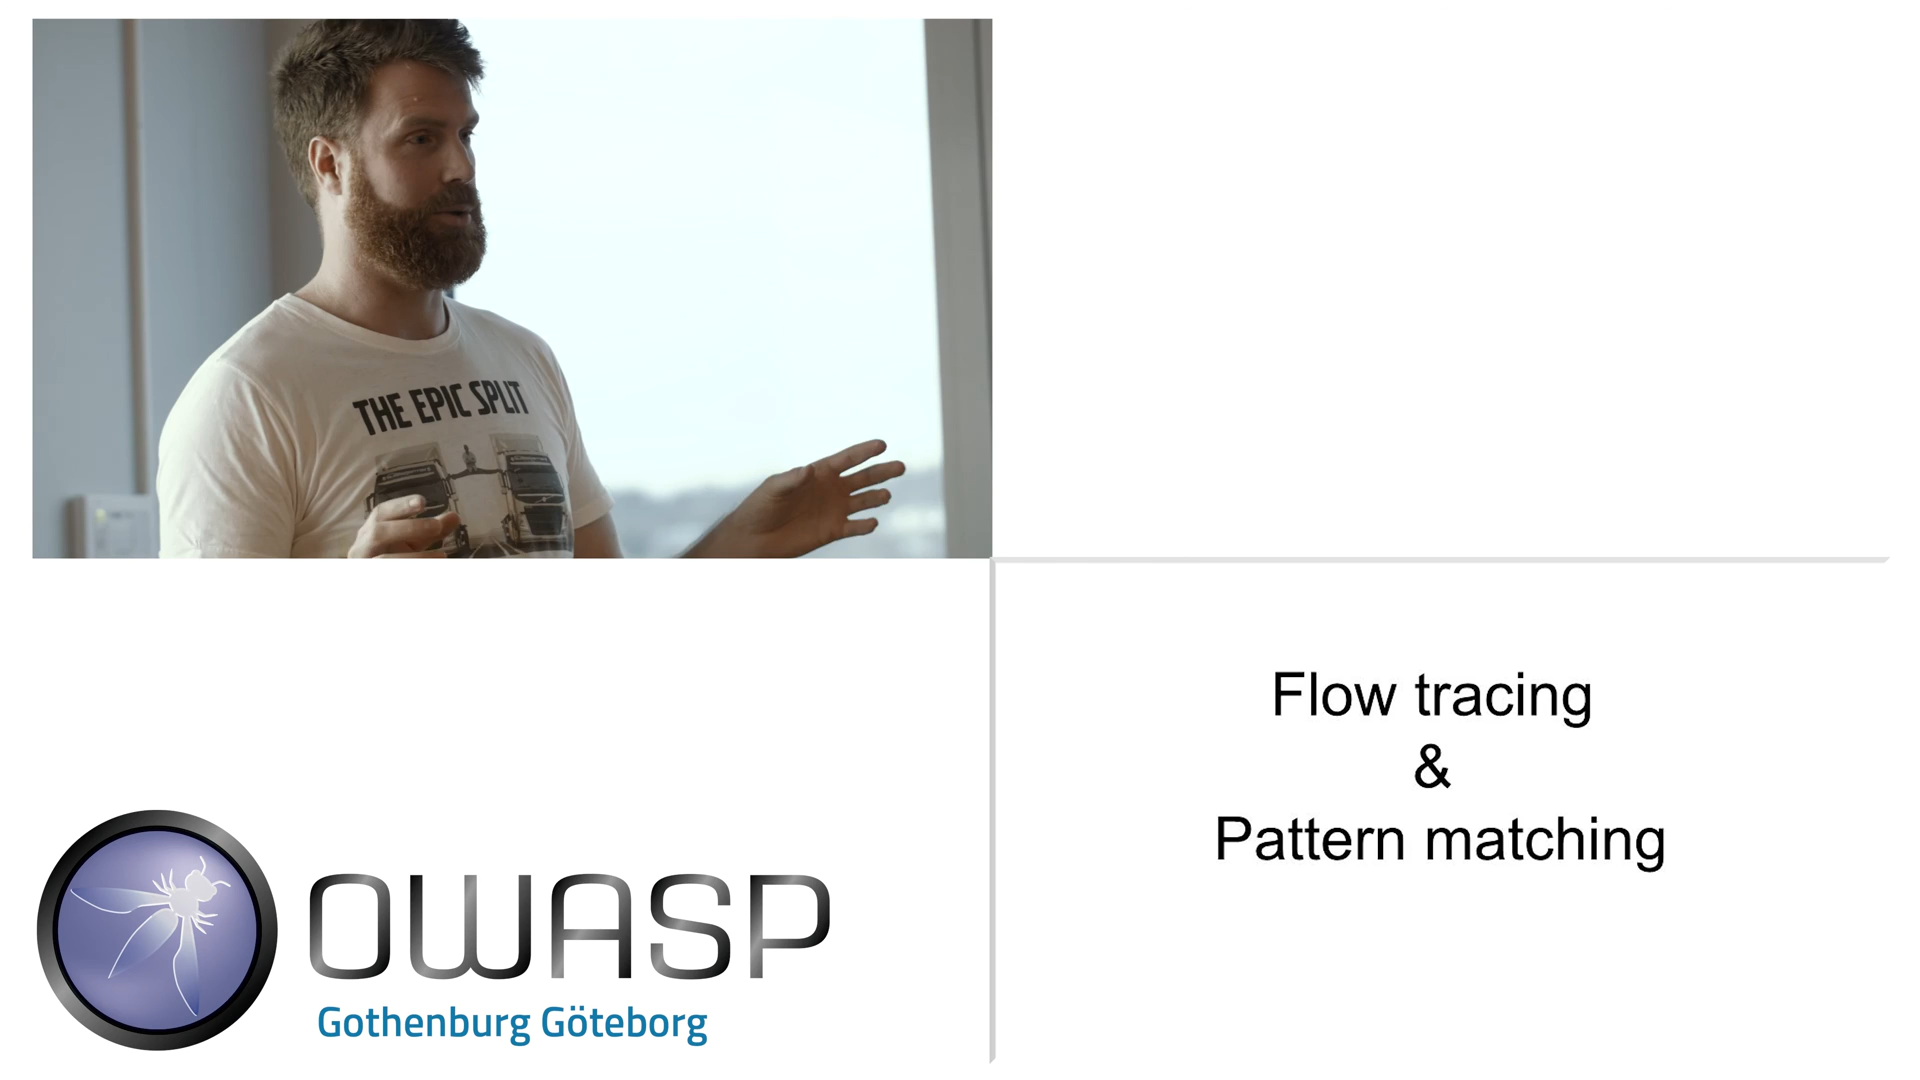 THE EPIC SPLIT
Flow tracing
&
Pattern matching
OWASP
Gothenburg Göteborg